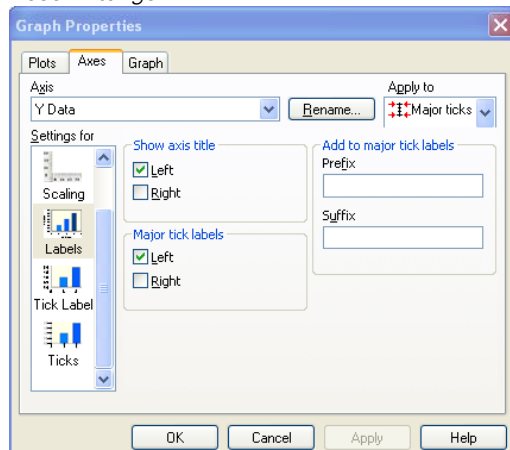 Graph Properties
Plots
Axes
Graph
Axis
Apply to
Y Data
Rename...
Major ticks
Settings for
Scaling
Labels
Tick Label
Ticks
Show axis title
Left
Right
Major tick labels
Left
Right
Add to major tick labels
Prefix
Suffix
OK
Cancel
Apply
Help